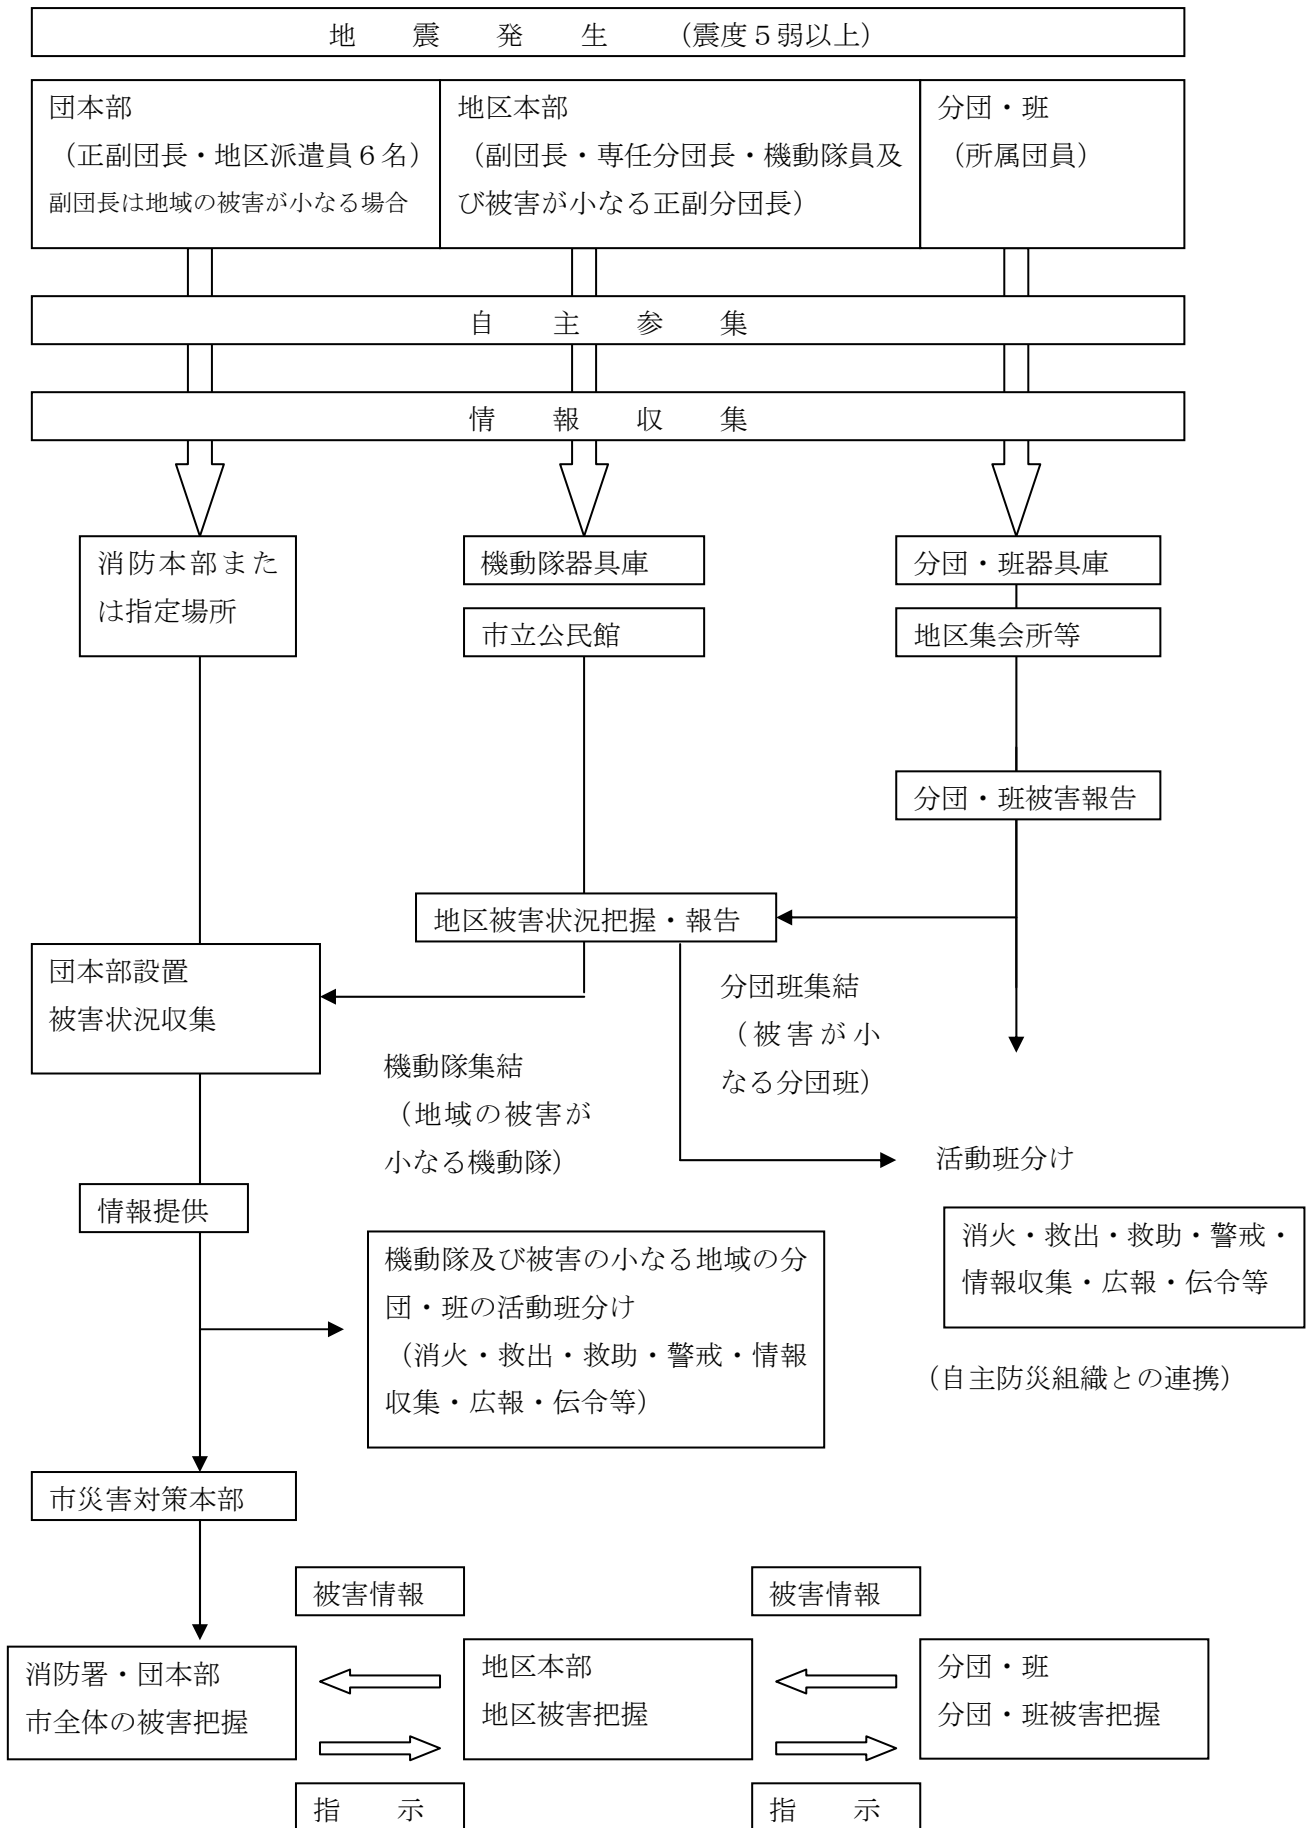 地　震　発　生　（震度５弱以上）
団本部
（正副団長・地区派遣員６名）
副団長は地域の被害が小なる場合
地区本部
（副団長・専任分団長・機動隊員及
び被害が小なる正副分団長）
分団・班
（所属団員）
自　主　参　集
情　報　収　集
消防本部また
は指定場所
機動隊器具庫
市立公民館
分団・班器具庫
地区集会所等
分団・班被害報告
地区被害状況把握・報告
団本部設置
被害状況収集
分団班集結
（被害が小
なる分団班）
機動隊集結
（地域の被害が
小なる機動隊）
活動班分け
情報提供
消火・救出・救助・警戒・
情報収集・広報・伝令等
機動隊及び被害の小なる地域の分
団・班の活動班分け
（消火・救出・救助・警戒・情報
収集・広報・伝令等）
（自主防災組織との連携）
市災害対策本部
被害情報
被害情報
消防署・団本部
市全体の被害把握
地区本部
地区被害把握
分団・班
分団・班被害把握
指　示
指　示